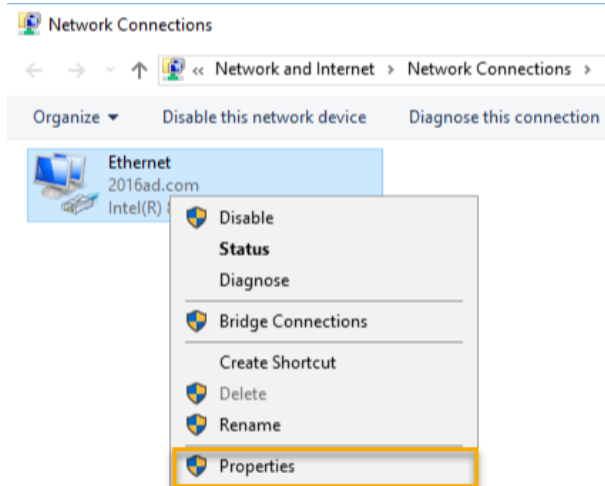 Network Connections
« Network and Internet > Network Connections >
Organize Disable this network device Diagnose this connection
Ethernet
2016ad.com
Intel(R)
Disable
Status
Diagnose
Bridge Connections
Create Shortcut
Delete
Rename
Properties